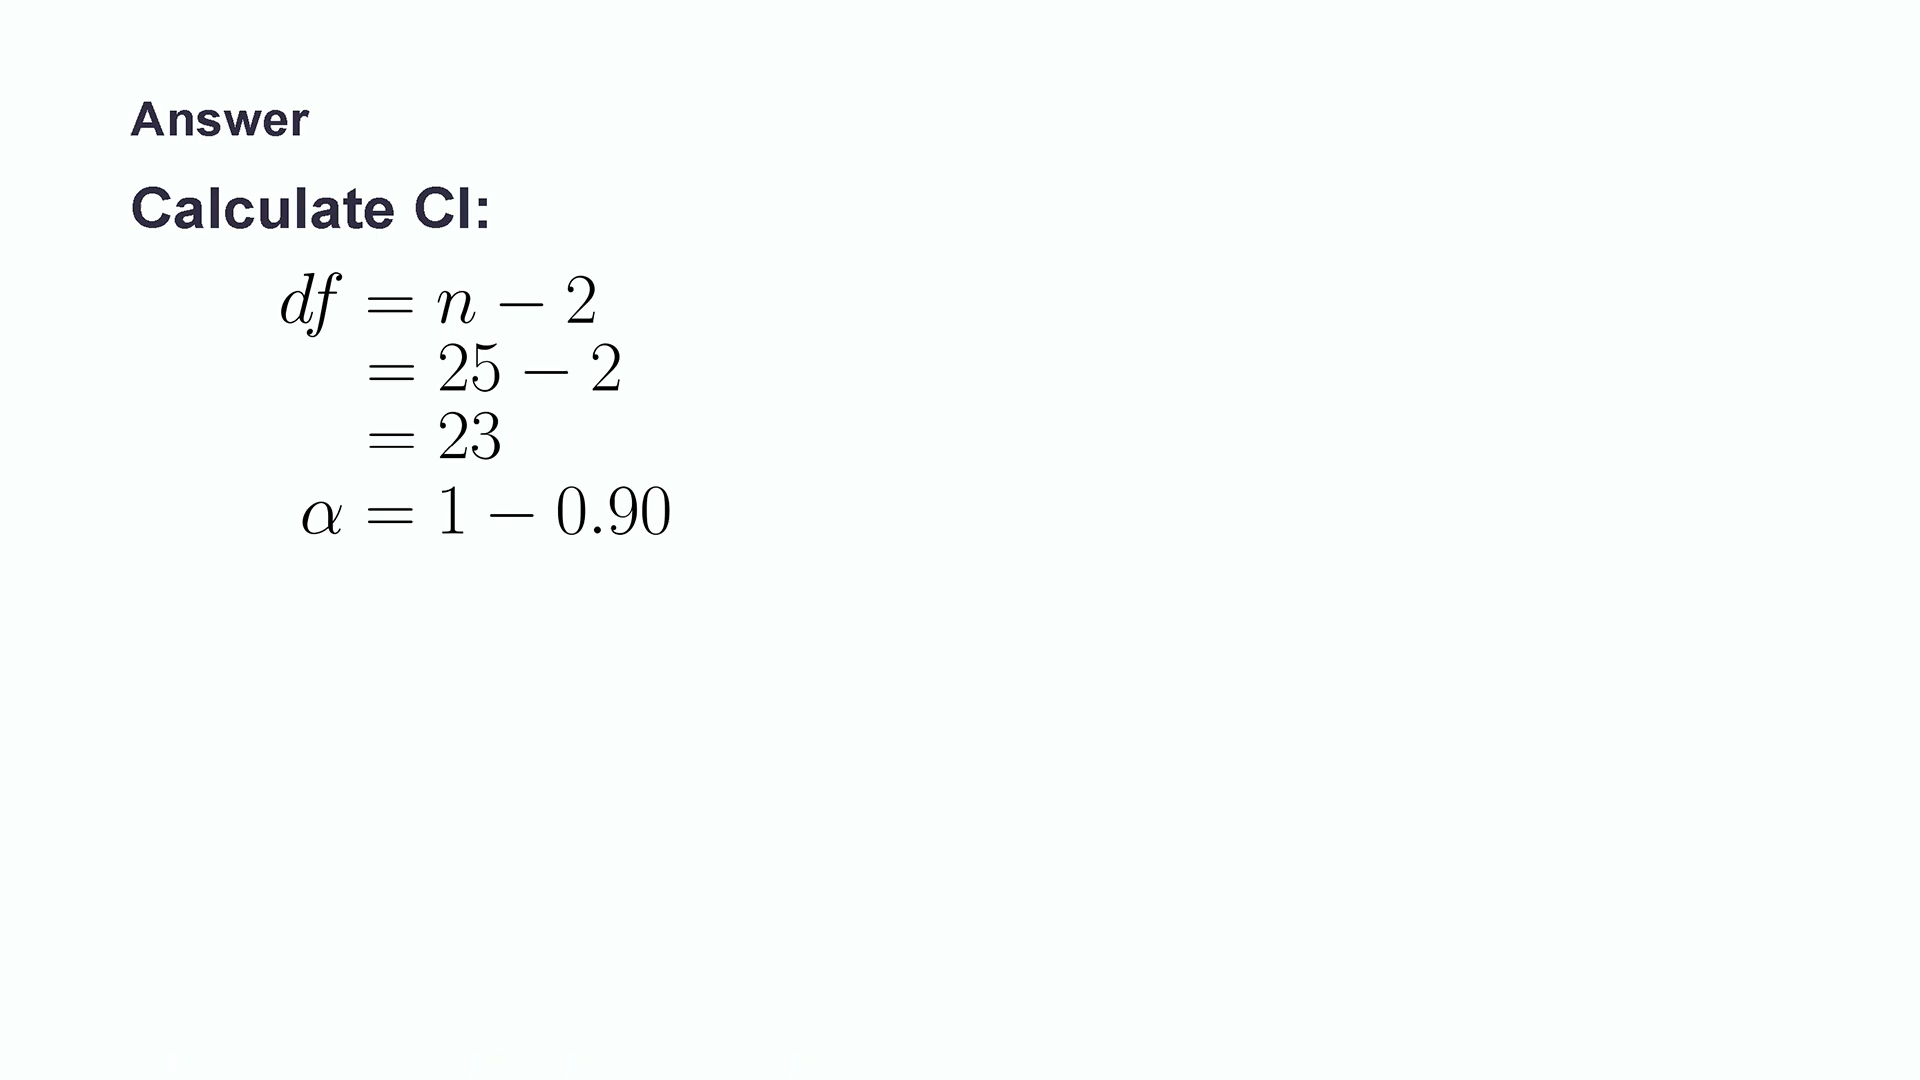 Answer
Calculate CI:
df = n − 2
= 25 − 2
= 23
α = 1 − 0.90